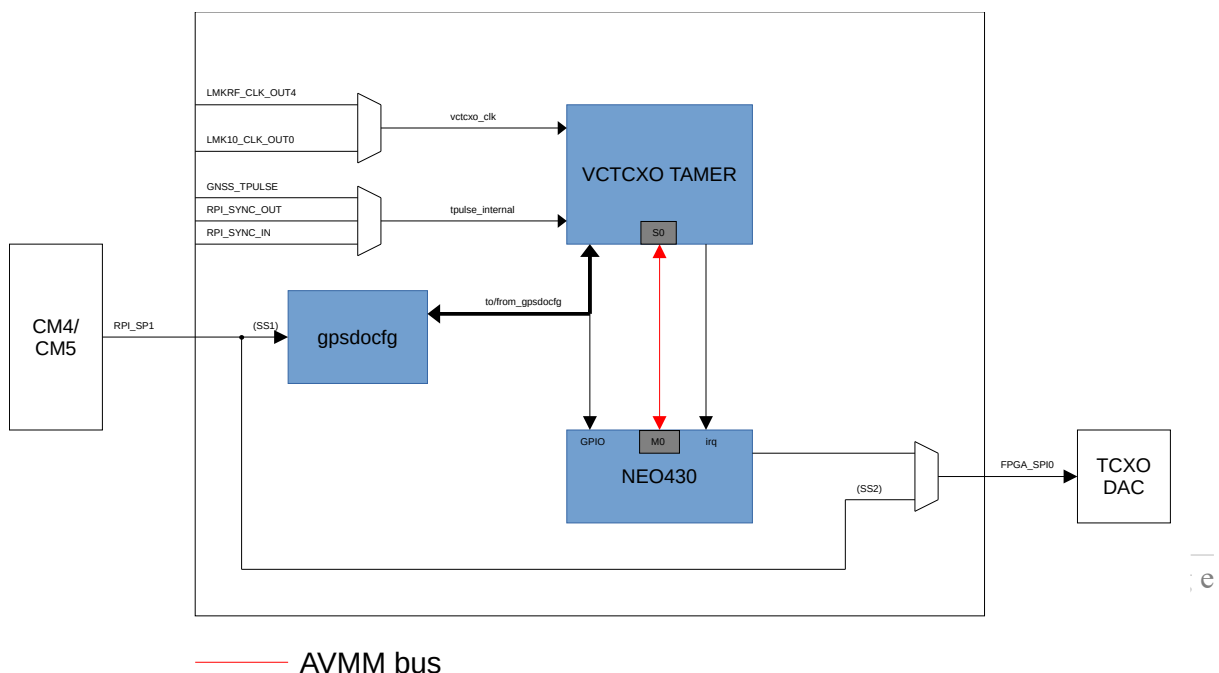 LMKRF_CLK_OUT4
vctcxo_clk
LMK10_CLK_OUT0
VCTCXO TAMER
GNSS_TPULSE
RPI_SYNC_OUT
tpulse_internal
RPI_SYNC_IN
S0
to/from_gpsdocfg
CM4/
CM5
RPI_SP1
(SS1)
gpsdocfg
GPIO
M0
irq
NEO430
(SS2)
FPGA_SPI0
TCXO
DAC
e
AVMM bus